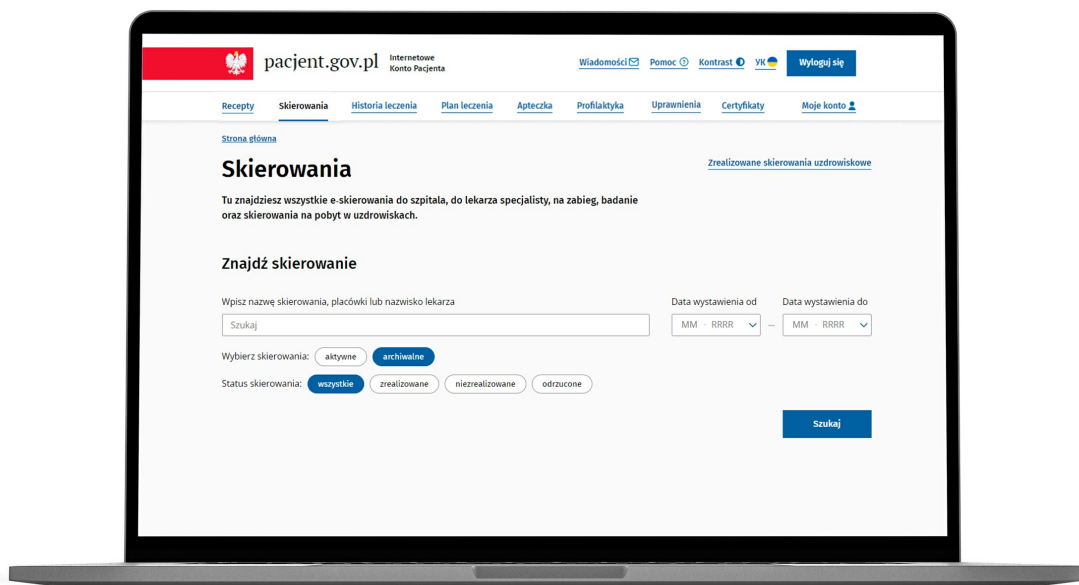 pacjent.gov.pl
Internetowe
Konto Pacjenta
Wiadomości
Pomoc
Kontrast
УК
Wyloguj się
Recepty
Skierowania
Historia leczenia
Plan leczenia
Apteczka
Profilaktyka
Uprawnienia
Certyfikaty
Moje konto
Strona główna
Skierowania
Zrealizowane skierowania uzdrowiskowe
Tu znajdziesz wszystkie e-skierowania do szpitala, do lekarza specjalisty, na zabieg, badanie
oraz skierowania na pobyt w uzdrowiskach.
Znajdź skierowanie
Wpisz nazwę skierowania, placówki lub nazwisko lekarza
Data wystawienia od
Data wystawienia do
Szukaj
MM - RRRR
–
MM - RRRR
Wybierz skierowania: aktywne archiwalne
Status skierowania: wszystkie zrealizowane niezrealizowane odrzucone
Szukaj